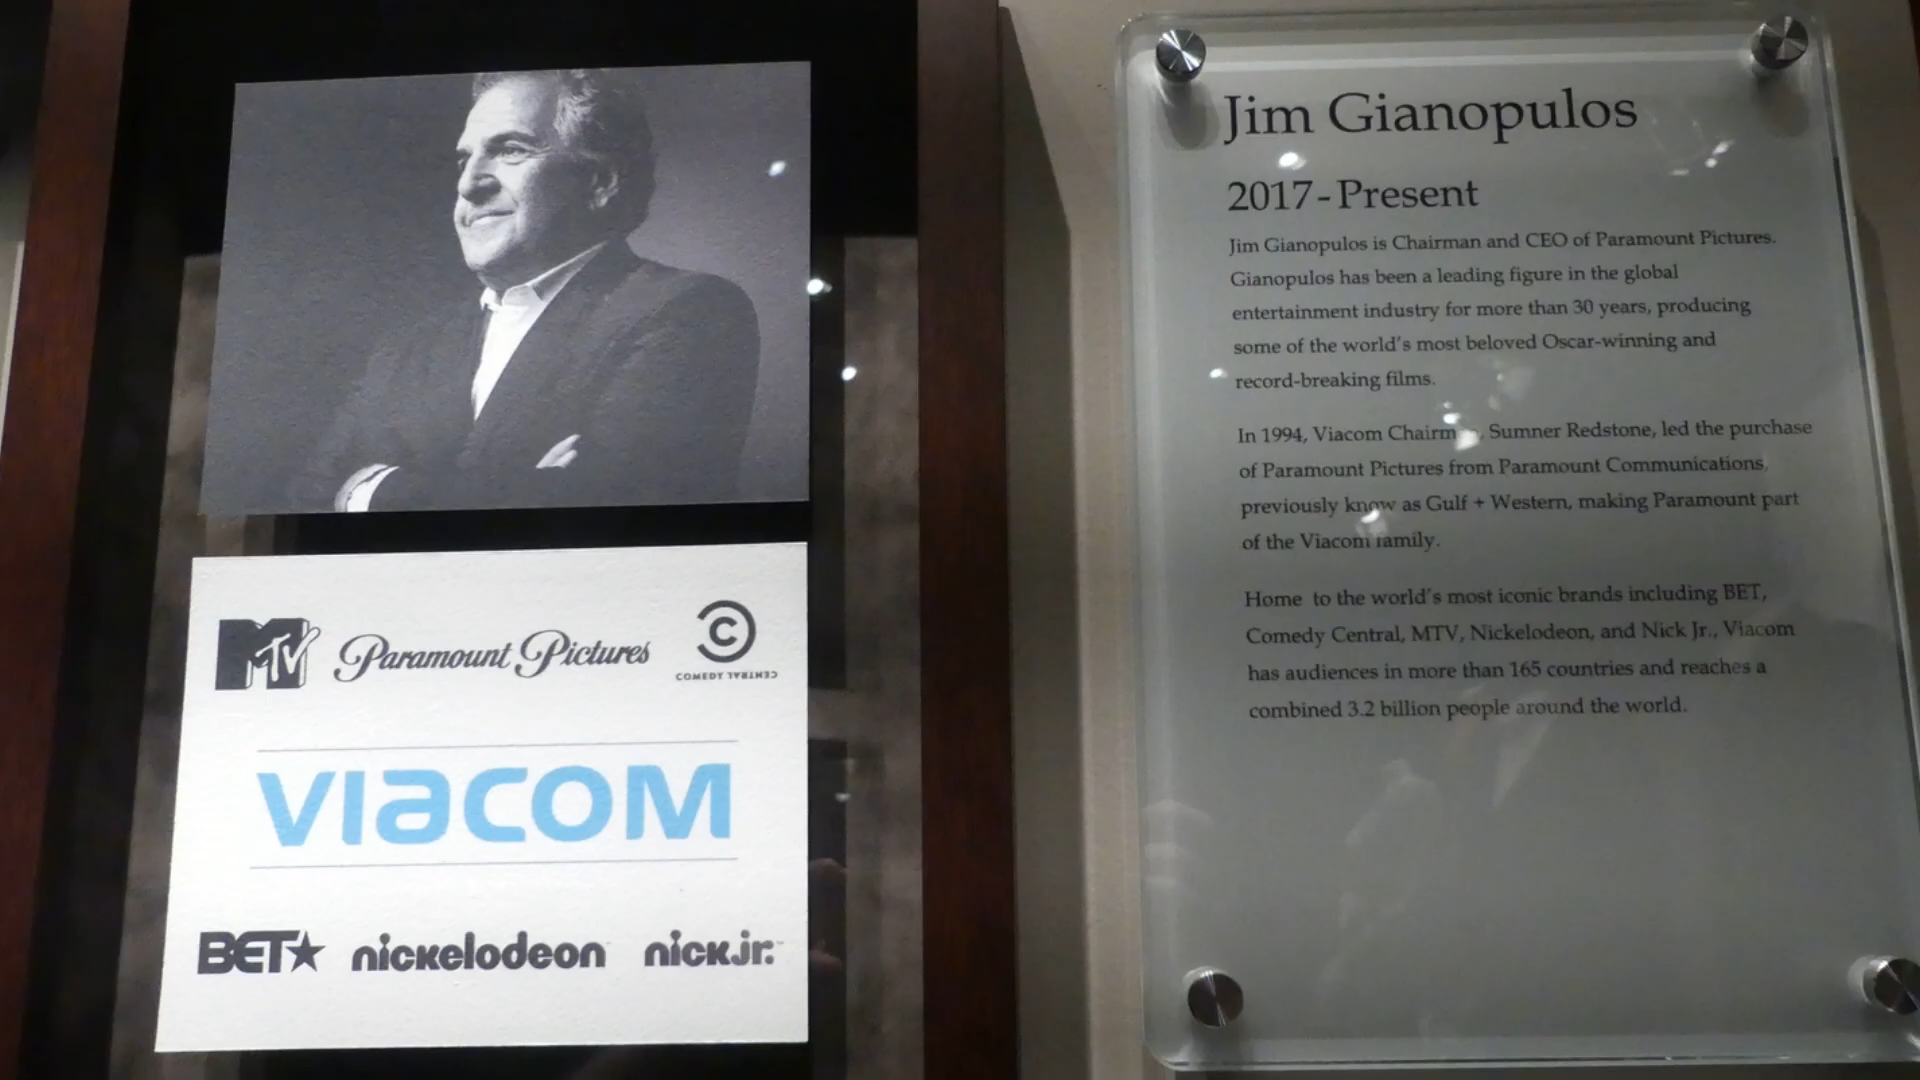 MTV Paramount Pictures
COMEDY CENTRAL
VIACOM
BET nickelodeon nick jr.
Jim Gianopulos
2017-Present
Jim Gianopulos is Chairman and CEO of Paramount Pictures.
Gianopulos has been a leading figure in the global
entertainment industry for more than 30 years, producing
some of the world's most beloved Oscar-winning and
record-breaking films.
In 1994, Viacom Chairman, Sumner Redstone, led the purchase
of Paramount Pictures from Paramount Communications,
previously know as Gulf + Western, making Paramount part
of the Viacom family.
Home to the world's most iconic brands including BET,
Comedy Central, MTV, Nickelodeon, and Nick Jr., Viacom
has audiences in more than 165 countries and reaches a
combined 3.2 billion people around the world.